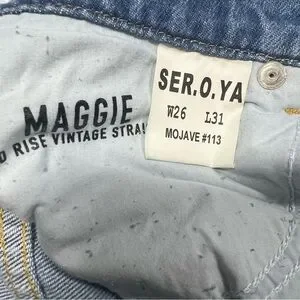 MAGGIE
RISE VINTAGE
SER.O.YA
W26 L31
MOJAVE #113